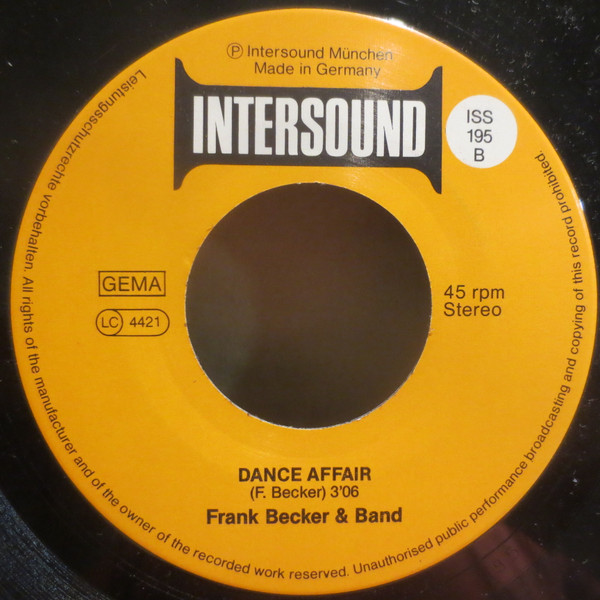 ℗ Intersound München
Made in Germany
INTERSOUND
ISS
195
B
GEMA
LC 4421
45 rpm
Stereo
DANCE AFFAIR
(F. Becker) 3'06
Frank Becker & Band
Leistungsschutzrechte vorbehalten. All rights of the manufacturer and of the owner of the recorded work reserved. Unauthorised public performance broadcasting and copying of this record prohibited.